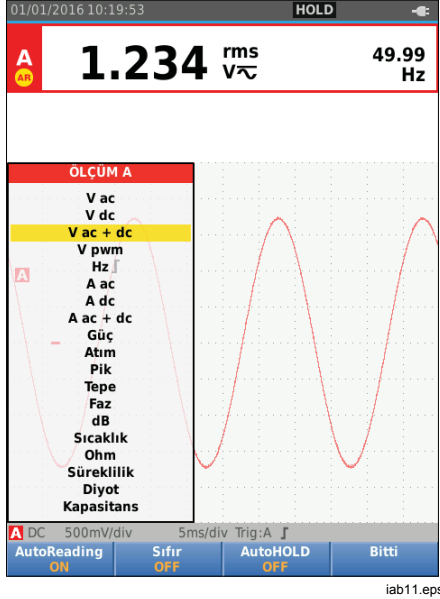 01/01/2016 10:19:53 HOLD
A AR 1.234 rms V 49.99 Hz
ÖLÇÜM A
V ac
V dc
V ac + dc
V pwm
Hz
A ac
A dc
A ac + dc
Güç
Atım
Pik
Tepe
Faz
dB
Sıcaklık
Ohm
Süreklilik
Diyot
Kapasitans
A
A DC 500mV/div 5ms/div Trig:A
AutoReading Sıfır AutoHOLD Bitti
ON OFF OFF
iab11.eps